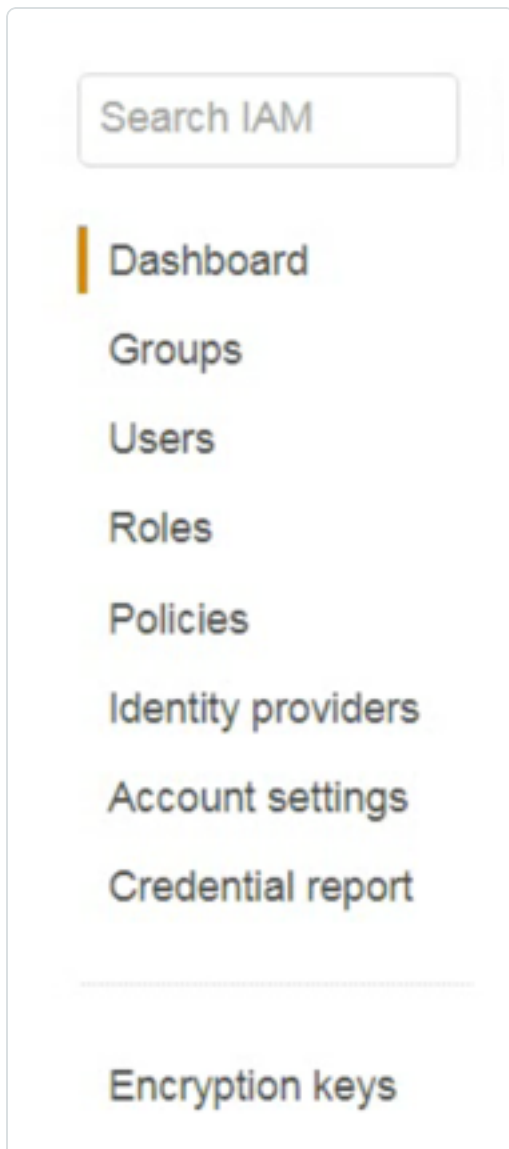 Search IAM
Dashboard
Groups
Users
Roles
Policies
Identity providers
Account settings
Credential report
Encryption keys